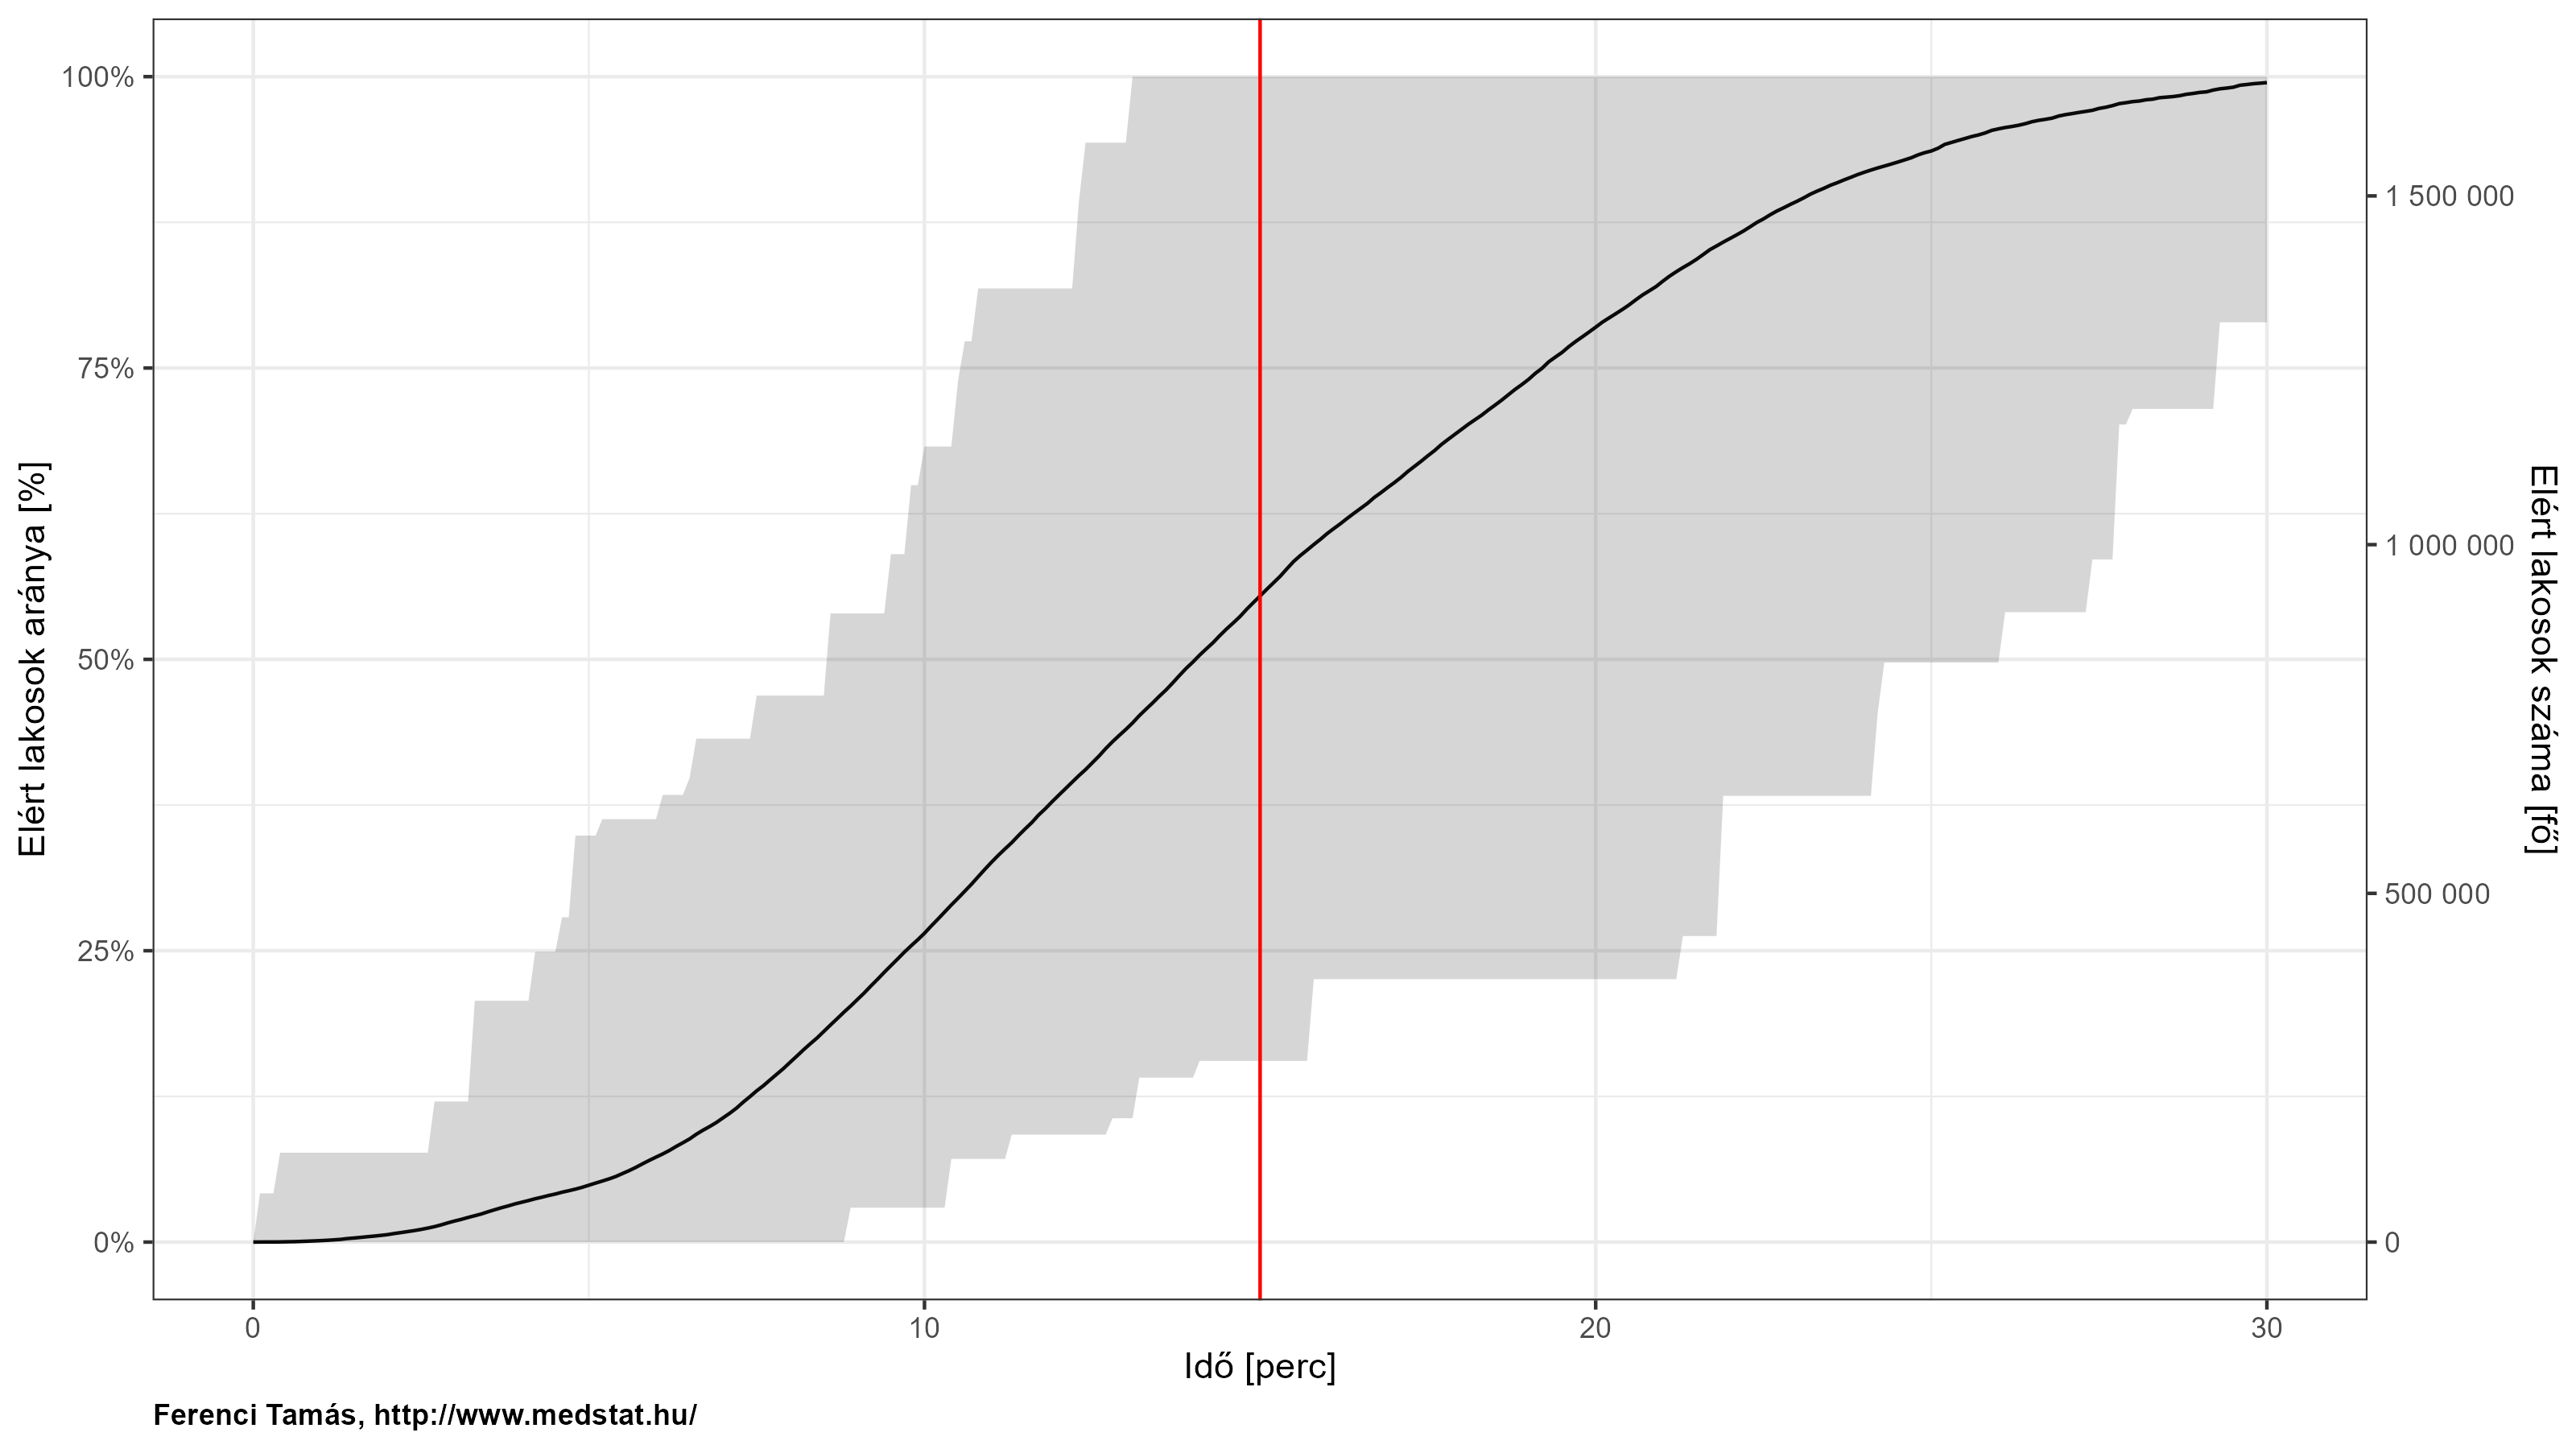 Elért lakosok aránya [%]
100%
75%
50%
25%
0%
1 500 000
1 000 000
500 000
0
Elért lakosok száma [fő]
0
10
20
30
Idő [perc]
Ferenci Tamás, http://www.medstat.hu/